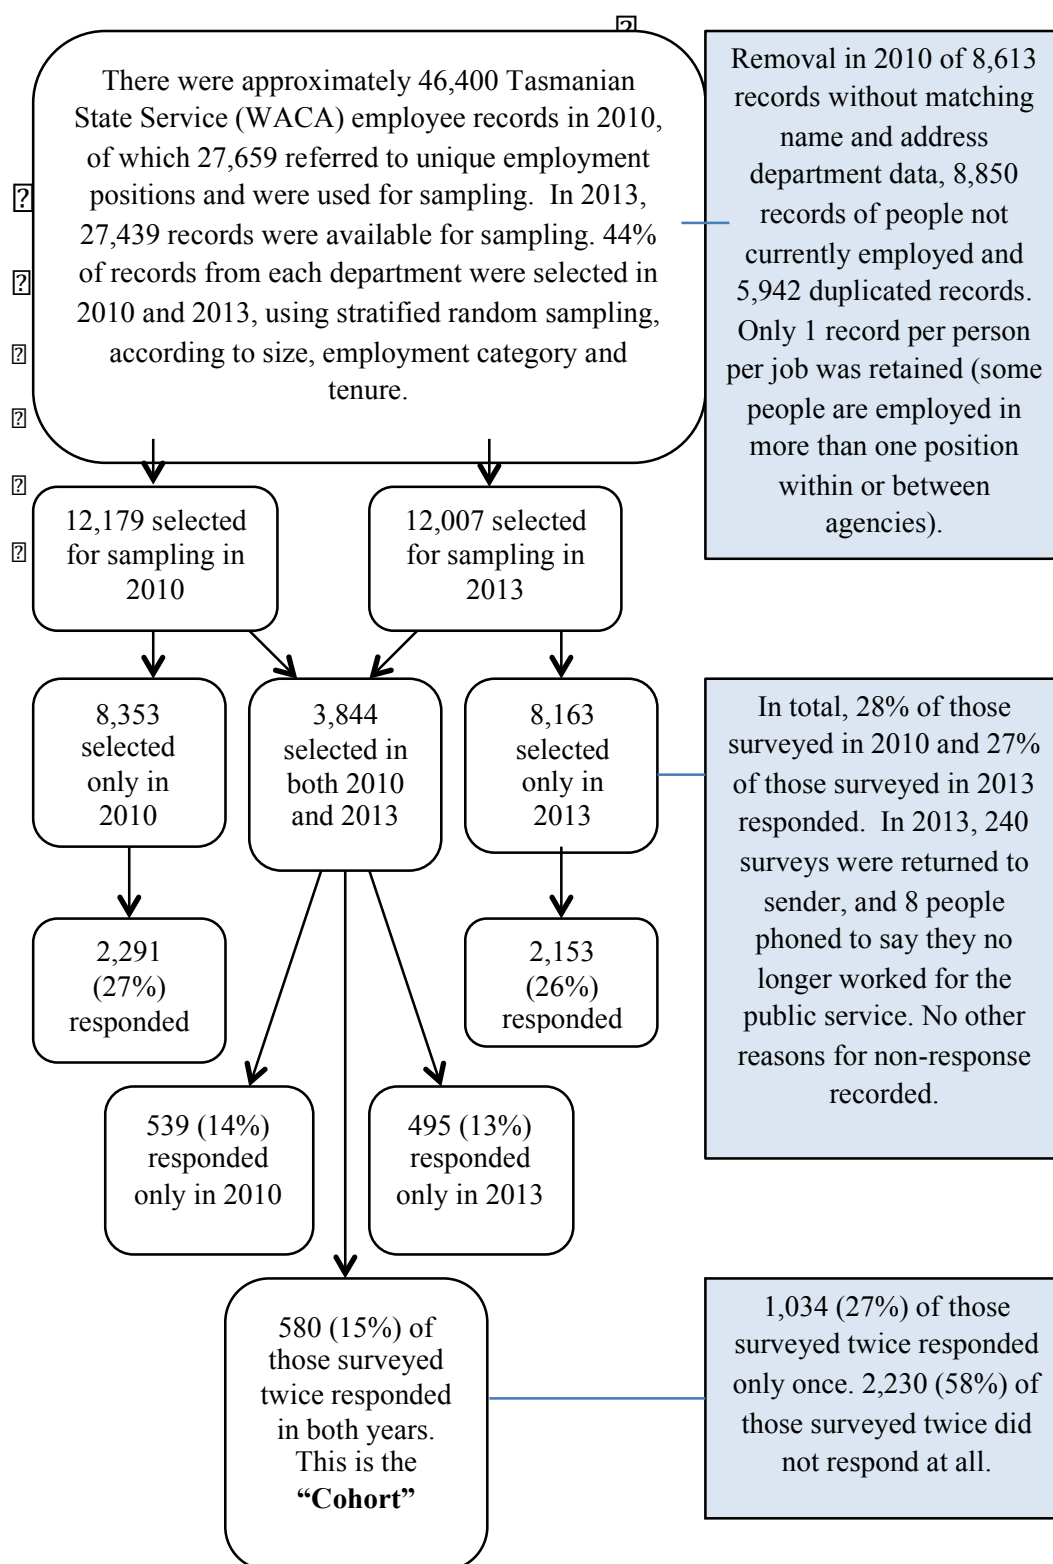 There were approximately 46,400 Tasmanian
State Service (WACA) employee records in 2010,
of which 27,659 referred to unique employment
positions and were used for sampling.  In 2013,
27,439 records were available for sampling. 44%
of records from each department were selected in
2010 and 2013, using stratified random sampling,
according to size, employment category and
tenure.
Removal in 2010 of 8,613
records without matching
name and address
department data, 8,850
records of people not
currently employed and
5,942 duplicated records.
Only 1 record per person
per job was retained (some
people are employed in
more than one position
within or between
agencies).
12,179 selected
for sampling in
2010
12,007 selected
for sampling in
2013
8,353
selected
only in
2010
3,844
selected in
both 2010
and 2013
8,163
selected
only in
2013
In total, 28% of those
surveyed in 2010 and 27%
of those surveyed in 2013
responded.  In 2013, 240
surveys were returned to
sender, and 8 people
phoned to say they no
longer worked for the
public service. No other
reasons for non-response
recorded.
2,291
(27%)
responded
2,153
(26%)
responded
539 (14%)
responded
only in 2010
495 (13%)
responded
only in 2013
580 (15%) of
those surveyed
twice responded
in both years.
This is the
“Cohort”
1,034 (27%) of those
surveyed twice responded
only once. 2,230 (58%) of
those surveyed twice did
not respond at all.